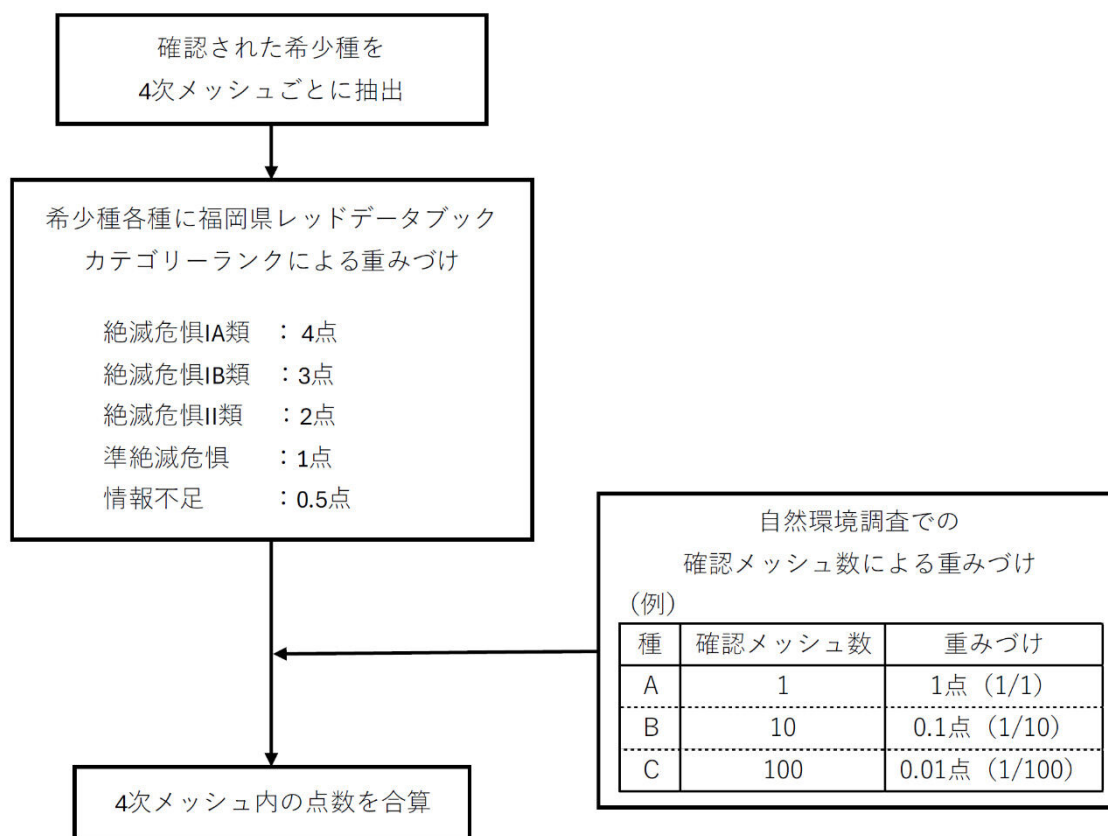 確認された希少種を
4次メッシュごとに抽出
希少種各種に福岡県レッドデータブック
カテゴリーランクによる重みづけ
絶滅危惧IA類 : 4点
絶滅危惧IB類 : 3点
絶滅危惧II類 : 2点
準絶滅危惧 : 1点
情報不足 : 0.5点
自然環境調査での
確認メッシュ数による重みづけ
(例)
種 確認メッシュ数 重みづけ
A 1 1点 (1/1)
B 10 0.1点 (1/10)
C 100 0.01点 (1/100)
4次メッシュ内の点数を合算